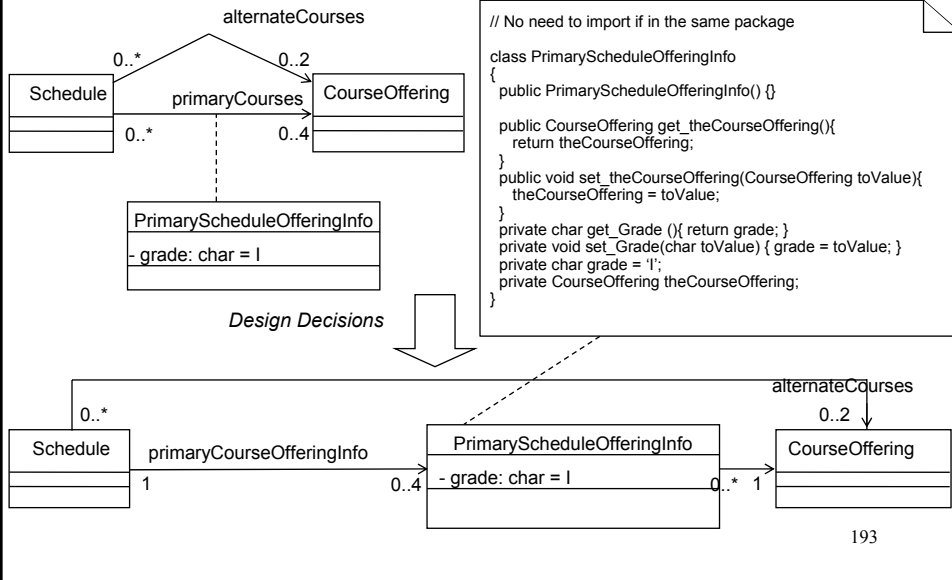 alternateCourses
0..*
0..2
Schedule
primaryCourses
CourseOffering
0..*
0..4
PrimaryScheduleOfferingInfo
- grade: char = I
// No need to import if in the same package
class PrimaryScheduleOfferingInfo
{
public PrimaryScheduleOfferingInfo() {}
public CourseOffering get_theCourseOffering(){
return theCourseOffering;
}
public void set_theCourseOffering(CourseOffering toValue){
theCourseOffering = toValue;
}
private char get_Grade (){ return grade; }
private void set_Grade(char toValue) { grade = toValue; }
private char grade = ‘I’;
private CourseOffering theCourseOffering;
}
Design Decisions
alternateCourses
0..*
0..2
Schedule
primaryCourseOfferingInfo
PrimaryScheduleOfferingInfo
CourseOffering
1
0..4
- grade: char = I
0..*
1
193